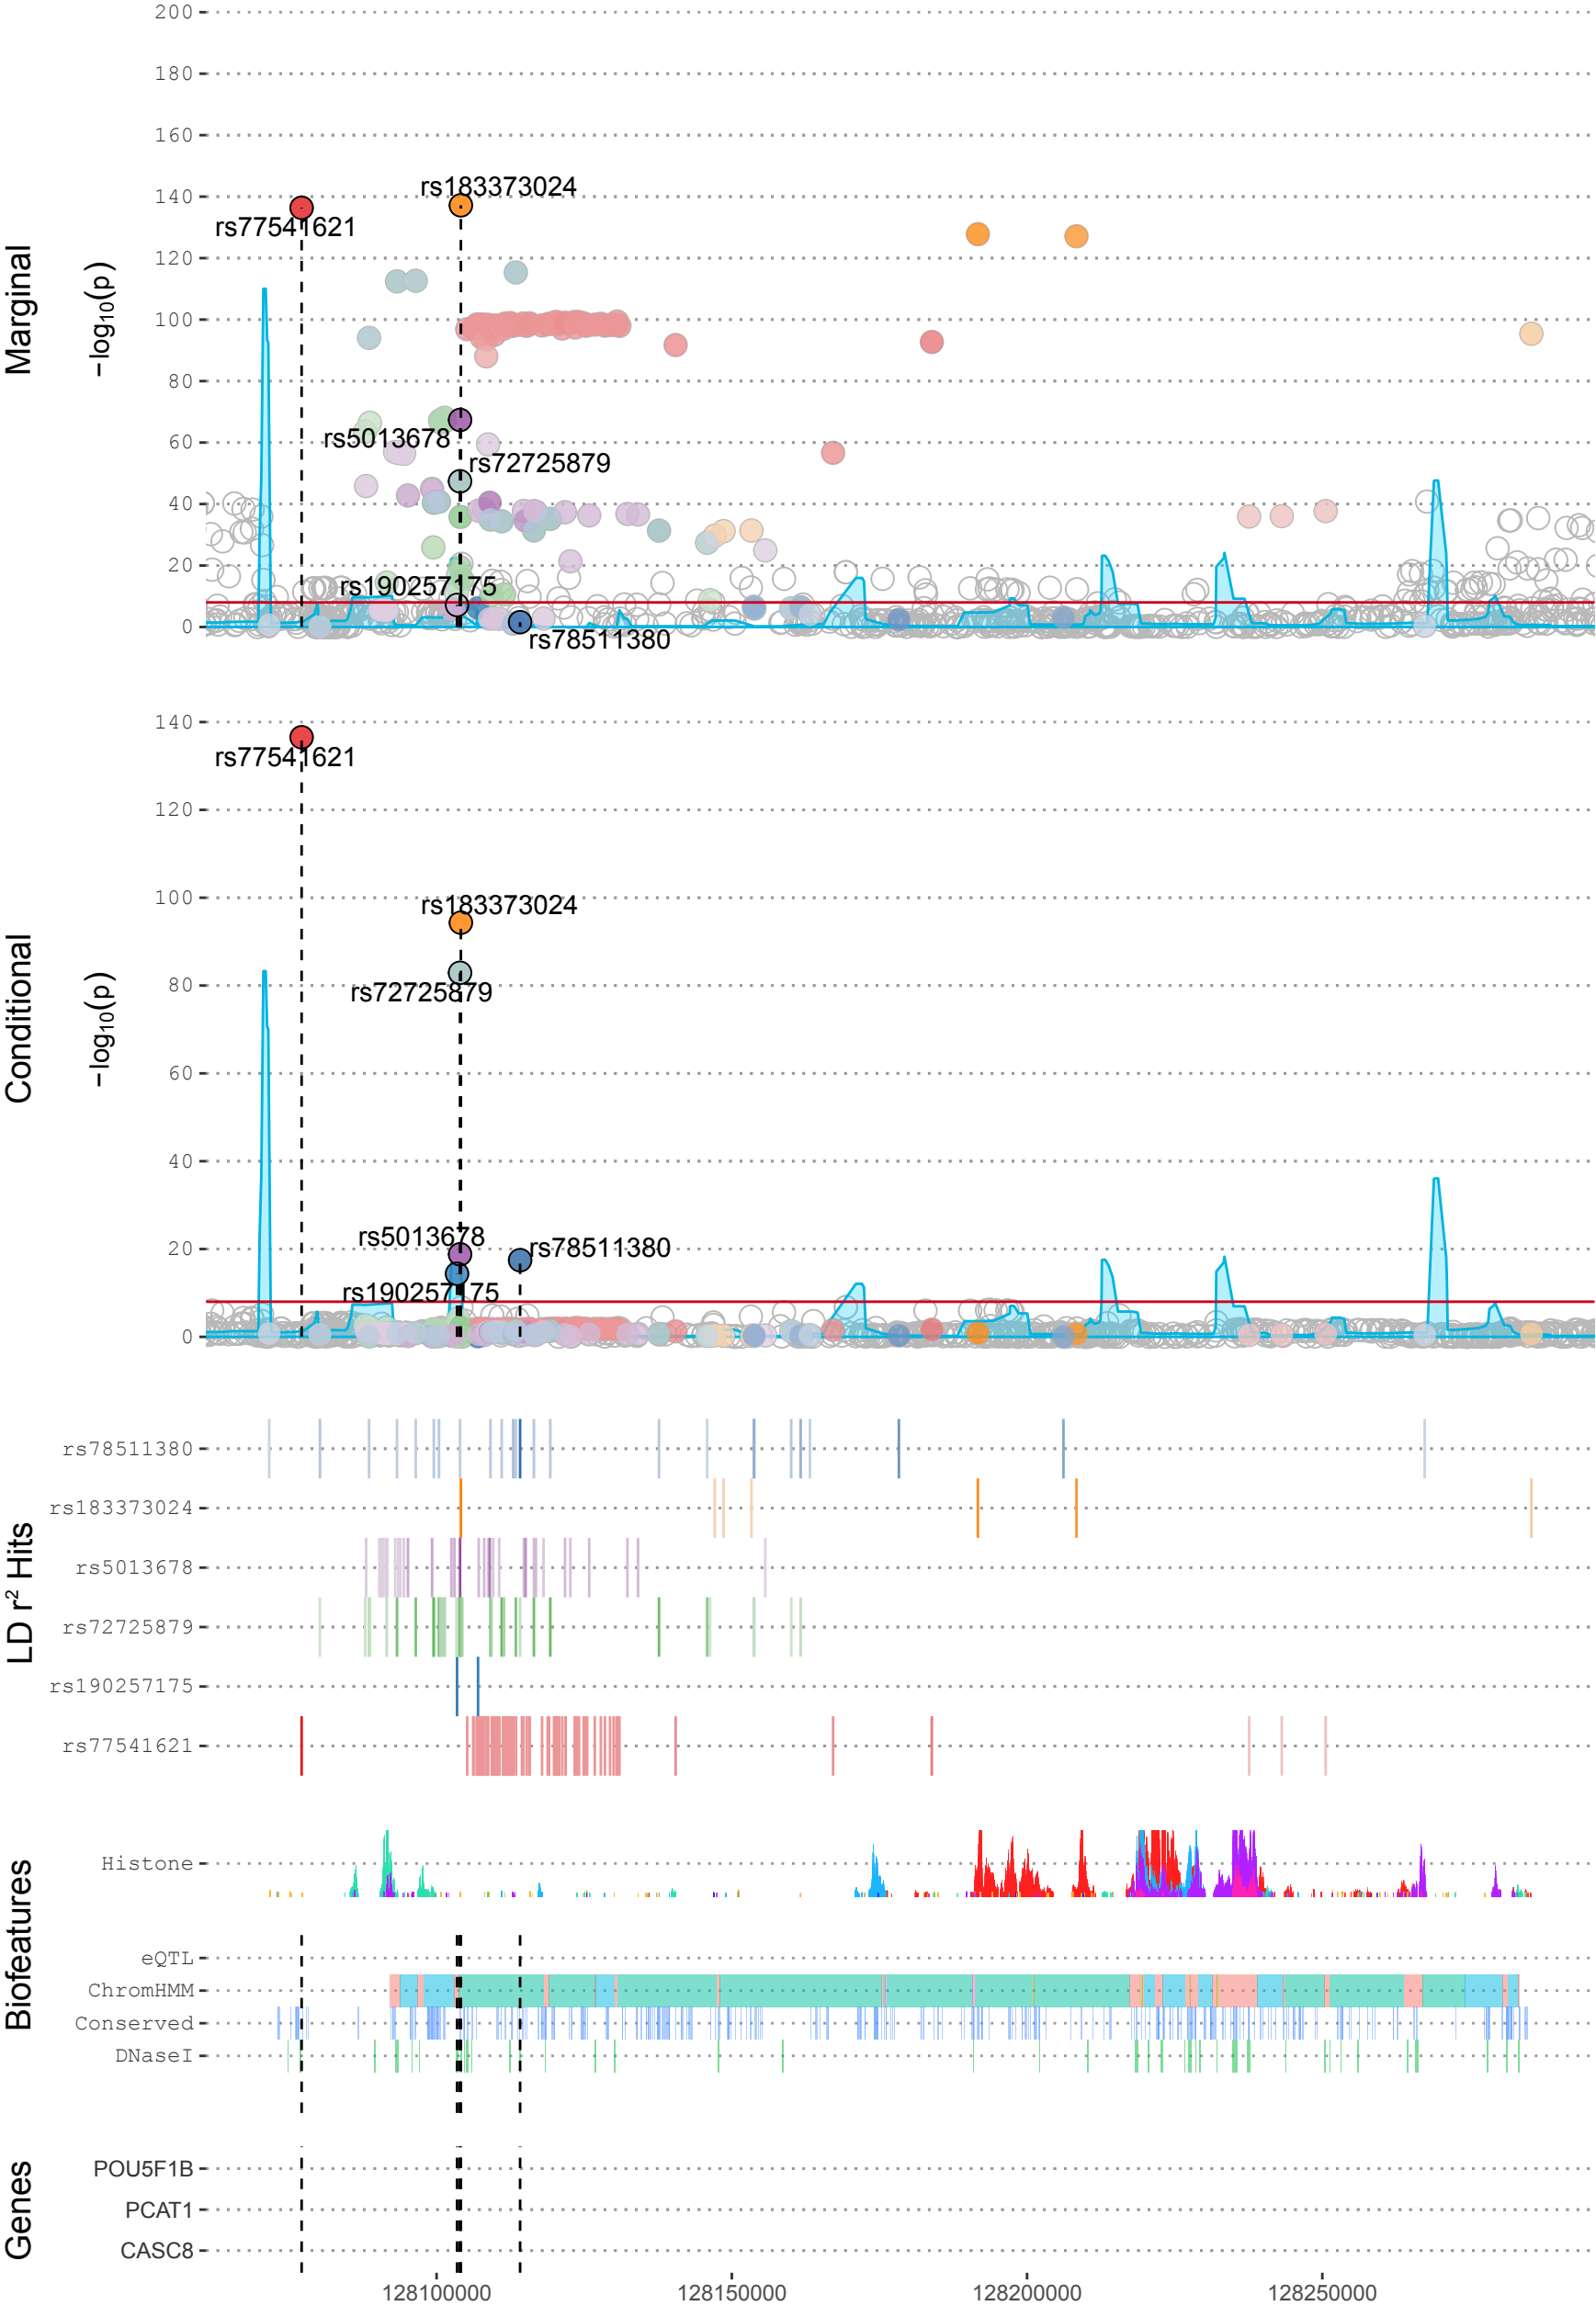 Marginal
−log10(p)
200
180
160
140
120
100
80
60
40
20
0
rs183373024
rs77541621
rs5013678
rs72725879
rs190257175
rs78511380
Conditional
−log10(p)
140
120
100
80
60
40
20
0
rs77541621
rs183373024
rs72725879
rs5013678
rs78511380
rs190257175
LD r² Hits
rs78511380
rs183373024
rs5013678
rs72725879
rs190257175
rs77541621
Biofeatures
Histone
eQTL
ChromHMM
Conserved
DNaseI
Genes
POU5F1B
PCAT1
CASC8
128100000 128150000 128200000 128250000